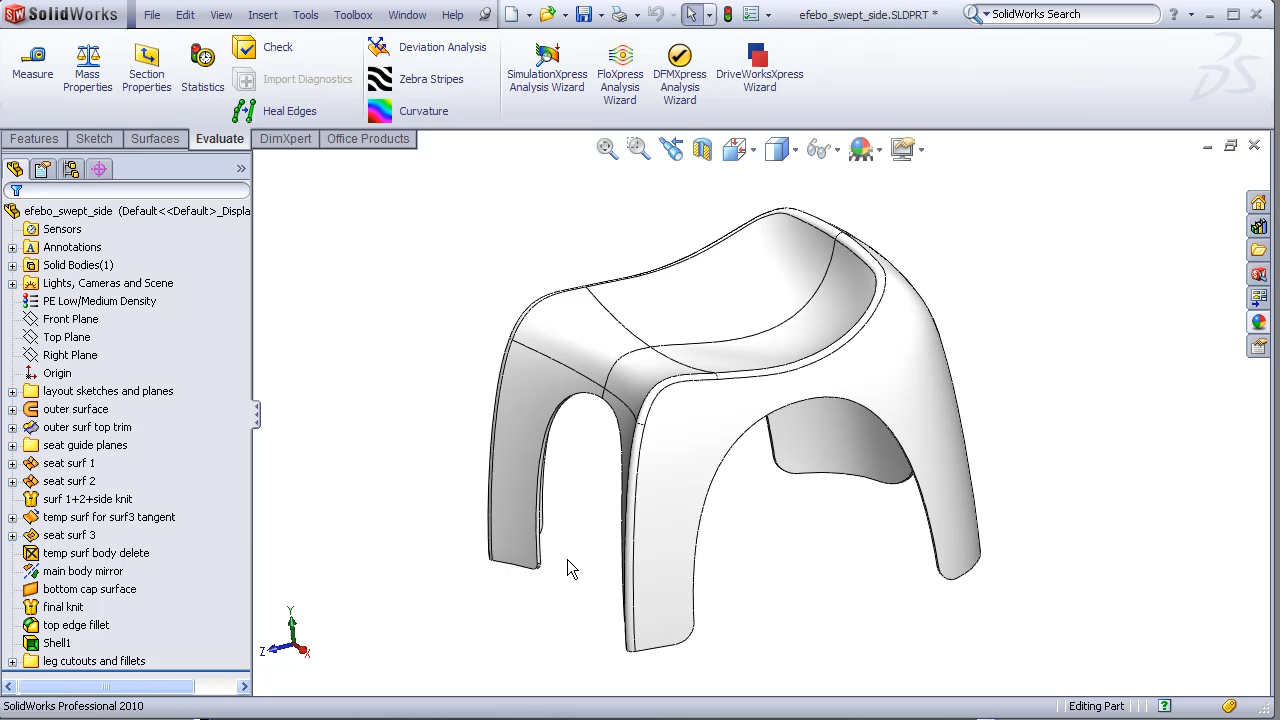 SolidWorks File Edit View Insert Tools Toolbox Window Help efebo_swept_side.SLDPRT * SolidWorks Search
Measure
Mass
Properties
Section
Properties
Statistics
Check
Import Diagnostics
Heal Edges
Deviation Analysis
Zebra Stripes
Curvature
SimulationXpress
Analysis Wizard
FloXpress
Analysis
Wizard
DFMXpress
Analysis
Wizard
DriveWorksXpress
Wizard
Features Sketch Surfaces Evaluate DimXpert Office Products
efebo_swept_side (Default<<Default>_Displa
Sensors
Annotations
Solid Bodies(1)
Lights, Cameras and Scene
PE Low/Medium Density
Front Plane
Top Plane
Right Plane
Origin
layout sketches and planes
outer surface
outer surf top trim
seat guide planes
seat surf 1
seat surf 2
surf 1+2+side knit
temp surf for surf3 tangent
seat surf 3
temp surf body delete
main body mirror
bottom cap surface
final knit
top edge fillet
Shell1
leg cutouts and fillets
Y
Z
X
SolidWorks Professional 2010
Editing Part